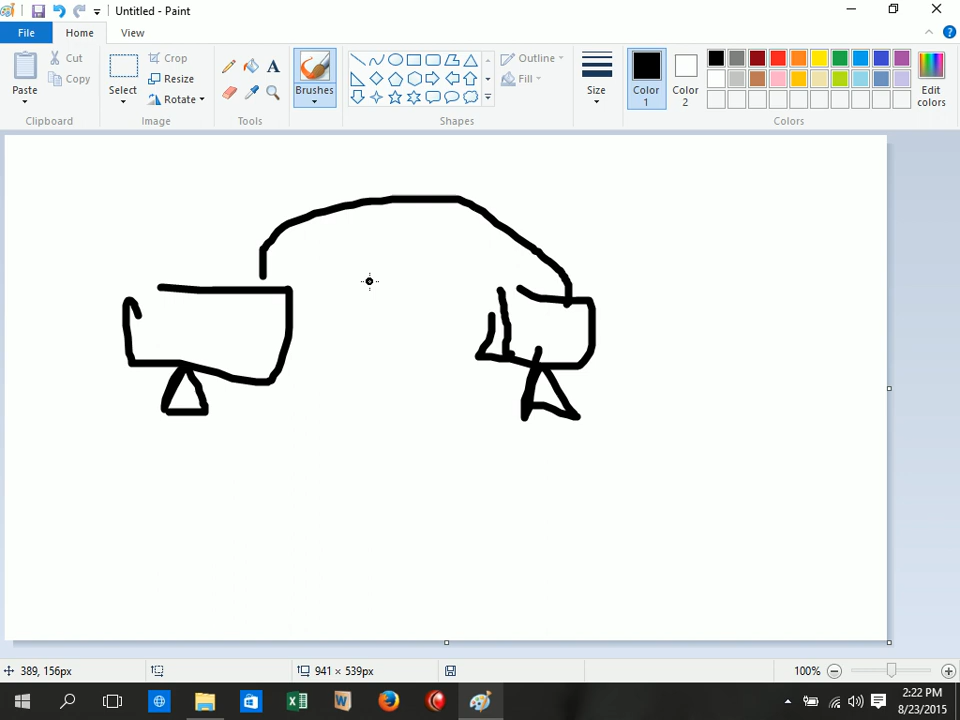 Untitled - Paint
File Home View
Cut Outline
Copy Crop Resize Rotate Fill
Paste Select Brushes Size Color 1 Color 2 Edit colors
Clipboard Image Tools Shapes Colors
389, 156px 941 × 539px 100%
2:22 PM
8/23/2015